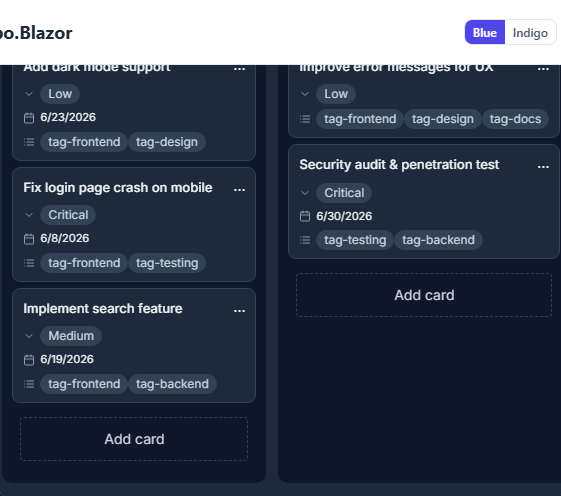 o.Blazor
Blue
Indigo
Add dark mode support
...
Low
6/23/2026
tag-frontend tag-design
Fix login page crash on mobile
...
Critical
6/8/2026
tag-frontend tag-testing
Implement search feature
...
Medium
6/19/2026
tag-frontend tag-backend
Add card
Improve error messages for UX
...
Low
tag-frontend tag-design tag-docs
Security audit & penetration test
...
Critical
6/30/2026
tag-testing tag-backend
Add card